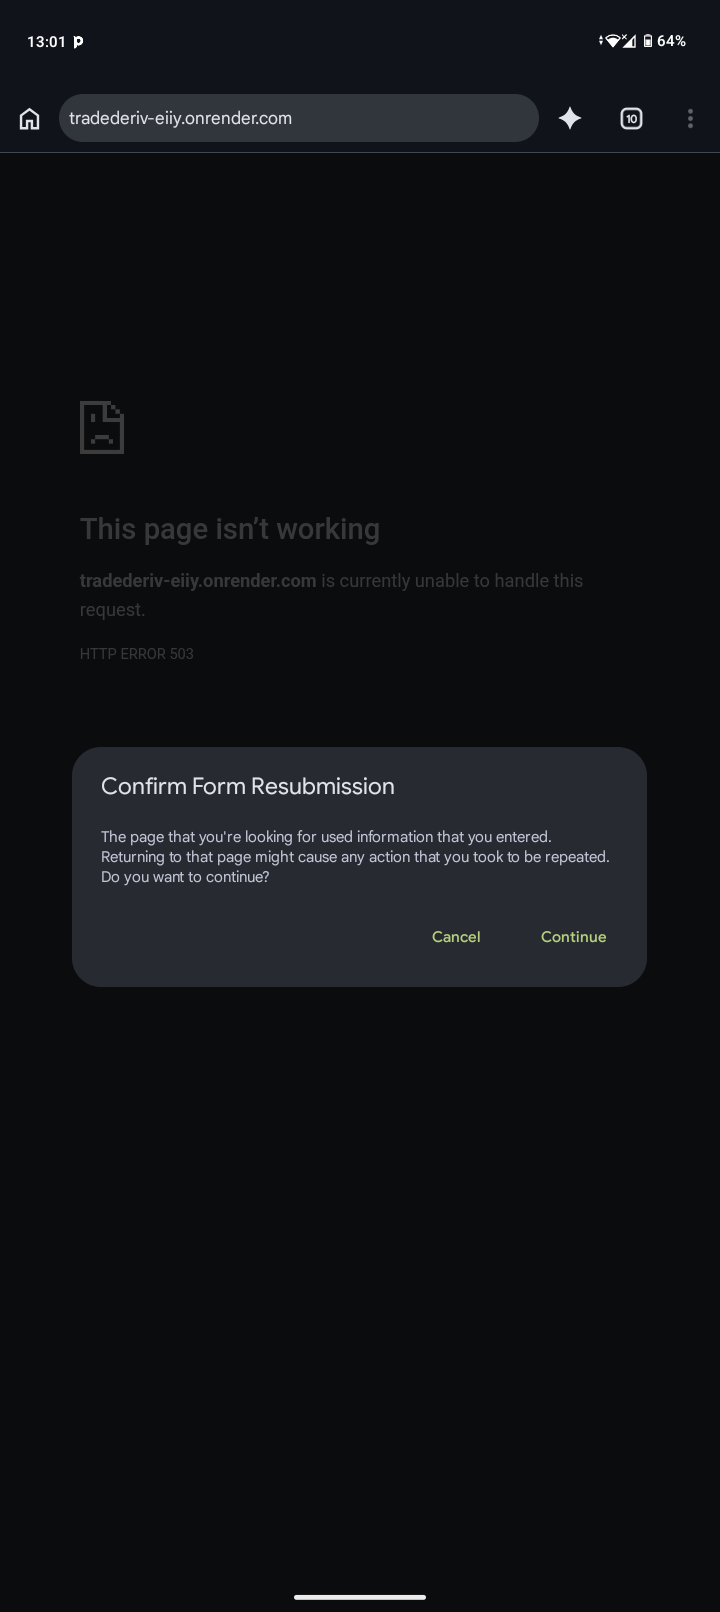 13:01
64%
tradederiv-eiiy.onrender.com
10
This page isn’t working
tradederiv-eiiy.onrender.com is currently unable to handle this
request.
HTTP ERROR 503
Confirm Form Resubmission
The page that you're looking for used information that you entered.
Returning to that page might cause any action that you took to be repeated.
Do you want to continue?
Cancel
Continue